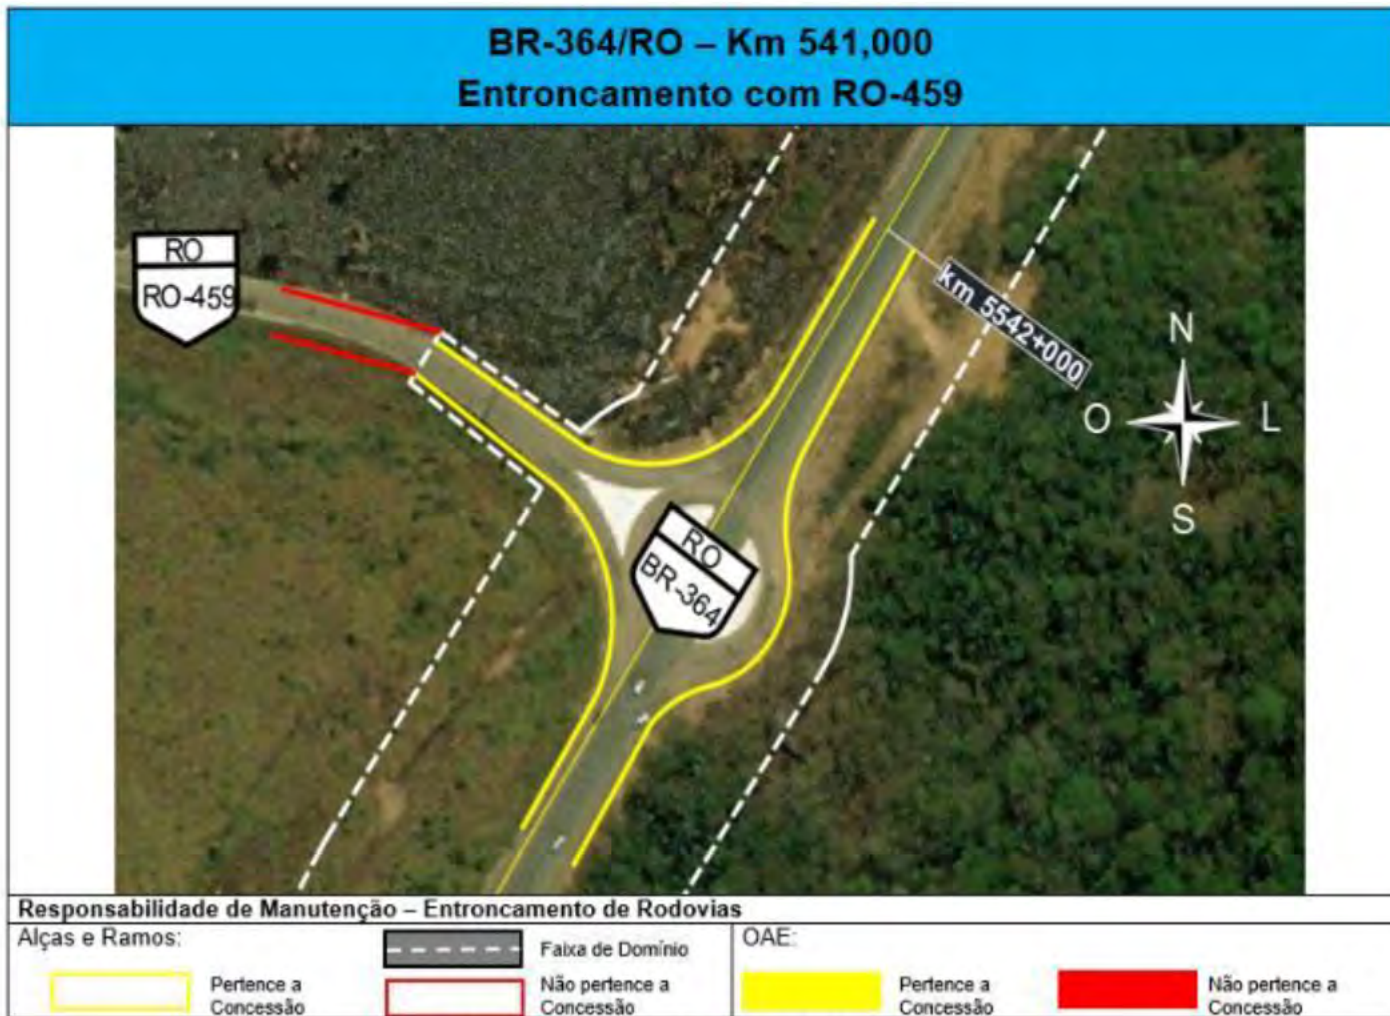 BR-364/RO – Km 541,000
Entroncamento com RO-459
RO
RO-459
Km 5542+000
N
O
L
S
RO
BR-364
Responsabilidade de Manutenção – Entroncamento de Rodovias
Alças e Ramos:
Faixa de Domínio
OAE:
Pertence a
Concessão
Não pertence a
Concessão
Pertence a
Concessão
Não pertence a
Concessão